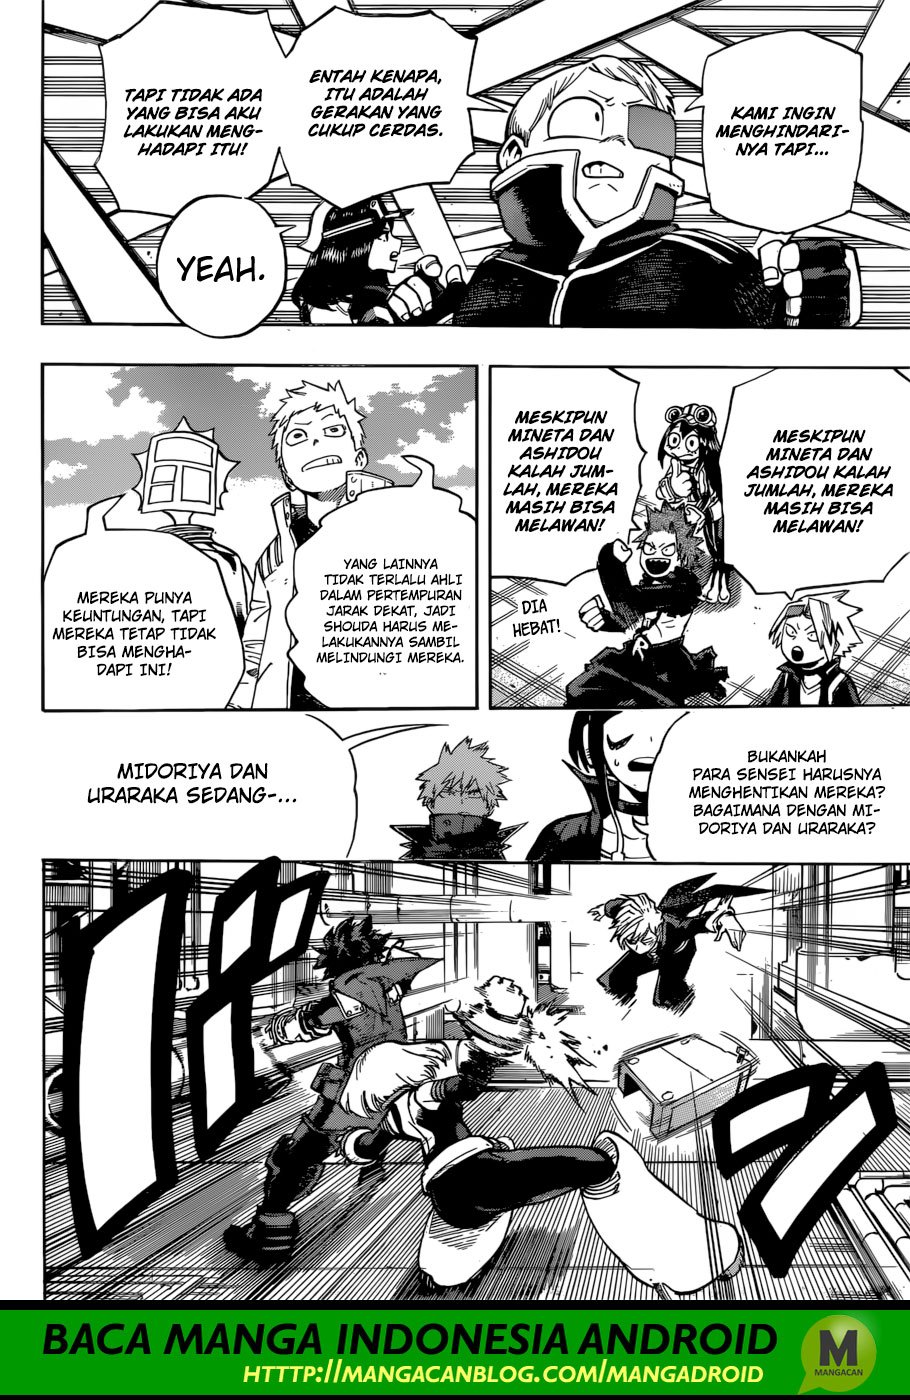 KAMI INGIN
MENGHINDARI-
NYA TAPI...
ENTAH KENAPA,
ITU ADALAH
GERAKAN YANG
CUKUP CERDAS.
TAPI TIDAK ADA
YANG BISA AKU
LAKUKAN MENG-
HADAPI ITU!
YEAH.
MESKIPUN
MINETA DAN
ASHIDOU KALAH
JUMLAH, MEREKA
MASIH BISA
MELAWAN!
MESKIPUN
MINETA DAN
ASHIDOU
KALAH JUM-
LAH, MEREKA
MASIH BISA
MELAWAN!
DIA
HEBAT!
YANG LAINNYA
TIDAK TERLALU AHLI
DALAM PERTEMPURAN
JARAK DEKAT, JADI
SHOUDA HARUS ME-
LAKUKANNYA SAMBIL
MELINDUNGI MEREKA.
MEREKA PUNYA
KEUNTUNGAN, TAPI
MEREKA TETAP TIDAK
BISA MENGHA-
DAPI INI!
BUKANKAH
PARA SENSEI HARUSNYA
MENGHENTIKAN MEREKA?
BAGAIMANA DENGAN MI-
DORIYA DAN URARAKA?
MIDORIYA DAN
URARAKA SEDANG-...
BACA MANGA INDONESIA ANDROID
HTTTP://MANGACANBLOG.COM/MANGADROID
M
MANGACAN